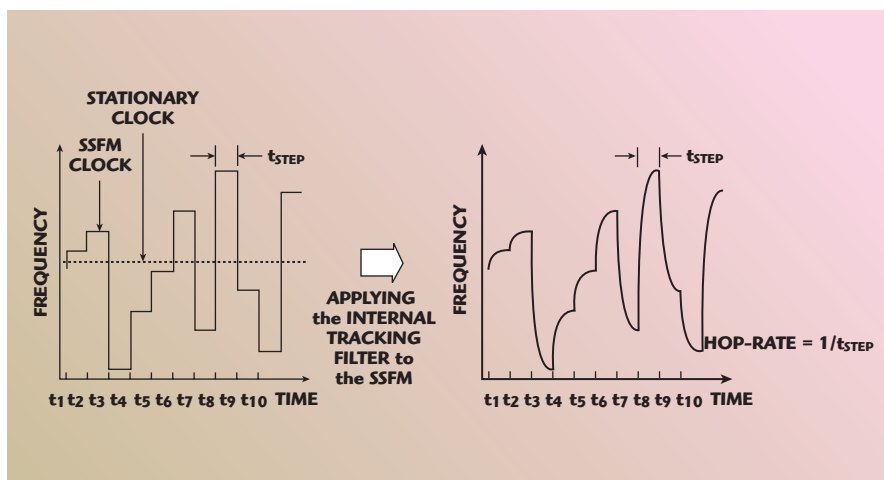 STATIONARY
CLOCK
SSFM
CLOCK
tSTEP
FREQUENCY
t1 t2 t3 t4 t5 t6 t7 t8 t9 t10 TIME
APPLYING
the INTERNAL
TRACKING
FILTER to
the SSFM
tSTEP
FREQUENCY
HOP-RATE = 1/tSTEP
t1 t2 t3 t4 t5 t6 t7 t8 t9 t10 TIME